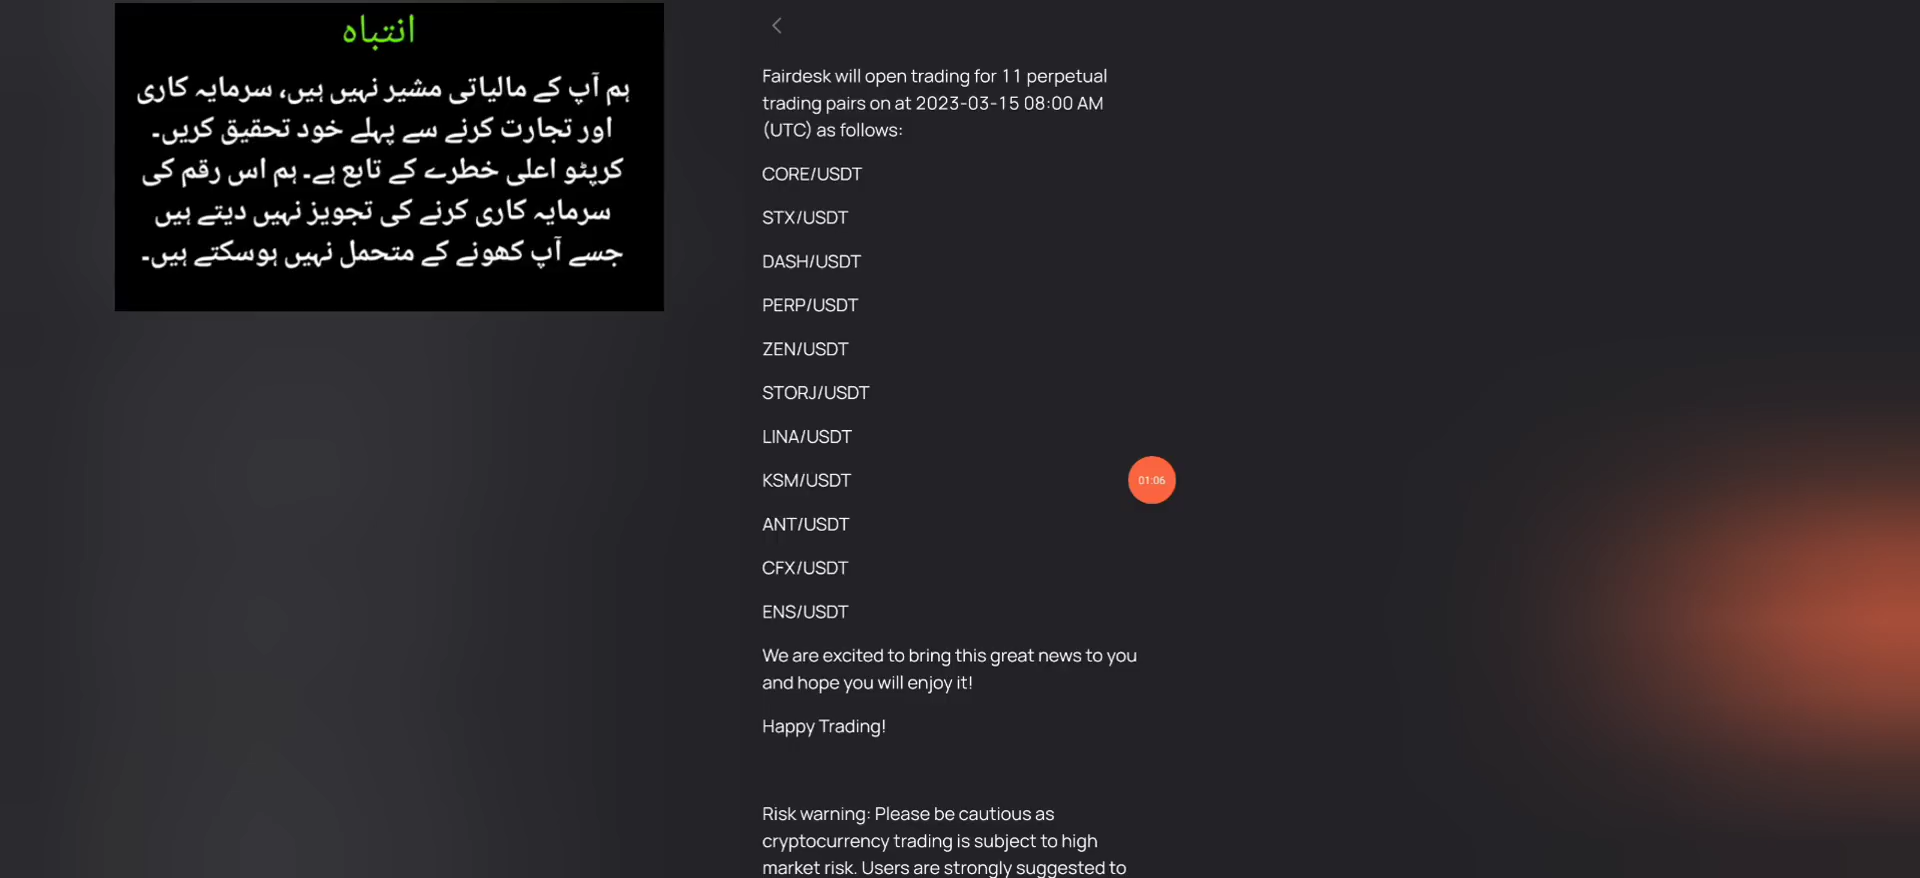 انتباہ
ہم آپ کے مالیاتی مشیر نہیں ہیں، سرمایہ کاری
اور تجارت کرنے سے پہلے خود تحقیق کریں۔
کرپٹو اعلی خطرے کے تابع ہے۔ ہم اس رقم کی
سرمایہ کاری کرنے کی تجویز نہیں دیتے ہیں
جسے آپ کھونے کے متحمل نہیں ہوسکتے ہیں۔
Fairdesk will open trading for 11 perpetual
trading pairs on at 2023-03-15 08:00 AM
(UTC) as follows:
CORE/USDT
STX/USDT
DASH/USDT
PERP/USDT
ZEN/USDT
STORJ/USDT
LINA/USDT
KSM/USDT
01:06
ANT/USDT
CFX/USDT
ENS/USDT
We are excited to bring this great news to you
and hope you will enjoy it!
Happy Trading!
Risk warning: Please be cautious as
cryptocurrency trading is subject to high
market risk. Users are strongly suggested to